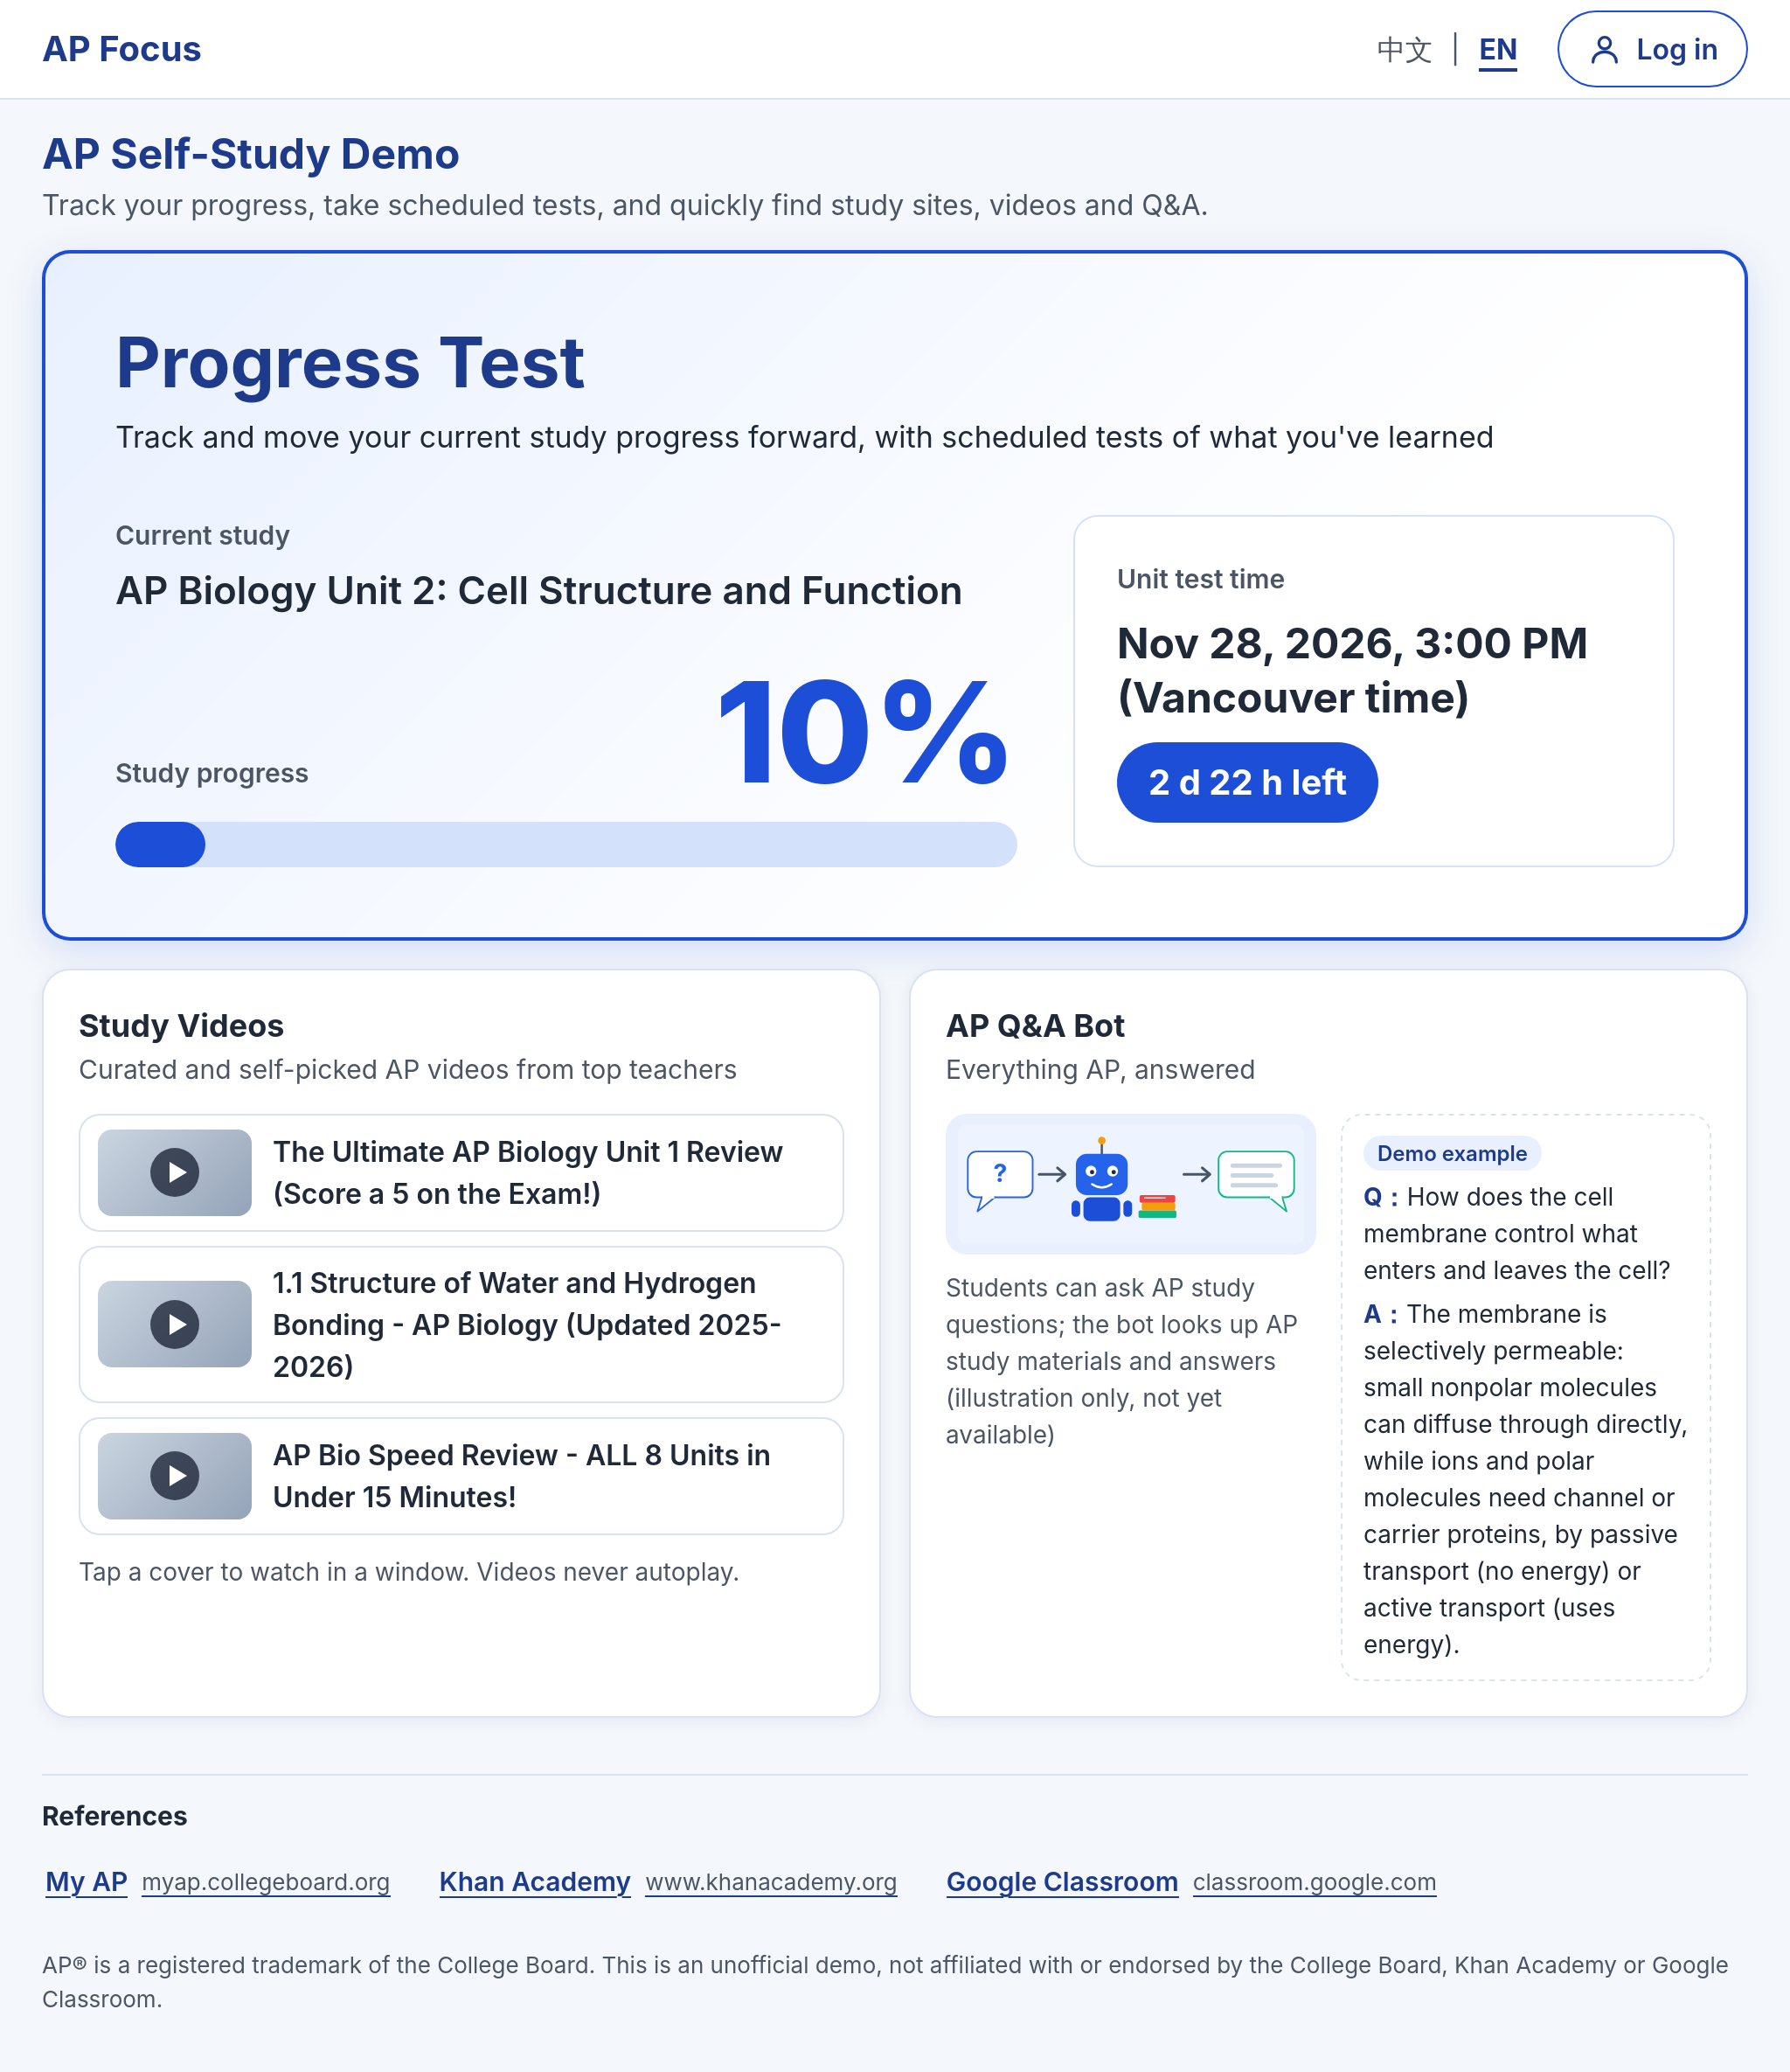 AP Focus
中文 | EN
Log in
AP Self-Study Demo
Track your progress, take scheduled tests, and quickly find study sites, videos and Q&A.
Progress Test
Track and move your current study progress forward, with scheduled tests of what you've learned
Current study
AP Biology Unit 2: Cell Structure and Function
Study progress
10%
Unit test time
Nov 28, 2026, 3:00 PM
(Vancouver time)
2 d 22 h left
Study Videos
Curated and self-picked AP videos from top teachers
The Ultimate AP Biology Unit 1 Review
(Score a 5 on the Exam!)
1.1 Structure of Water and Hydrogen
Bonding - AP Biology (Updated 2025-
2026)
AP Bio Speed Review - ALL 8 Units in
Under 15 Minutes!
Tap a cover to watch in a window. Videos never autoplay.
AP Q&A Bot
Everything AP, answered
?
Students can ask AP study
questions; the bot looks up AP
study materials and answers
(illustration only, not yet
available)
Demo example
Q : How does the cell
membrane control what
enters and leaves the cell?
A : The membrane is
selectively permeable:
small nonpolar molecules
can diffuse through directly,
while ions and polar
molecules need channel or
carrier proteins, by passive
transport (no energy) or
active transport (uses
energy).
References
My AP myap.collegeboard.org Khan Academy www.khanacademy.org Google Classroom classroom.google.com
AP® is a registered trademark of the College Board. This is an unofficial demo, not affiliated with or endorsed by the College Board, Khan Academy or Google
Classroom.